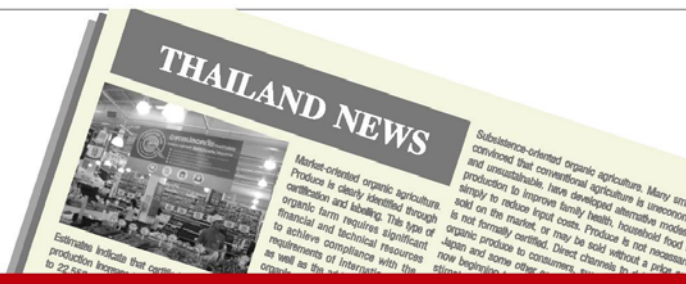 THAILAND NEWS
Market-oriented organic agriculture.
Produce is clearly identified through
certification and labelling. This type of
organic farm requires significant
financial and technical resources
to achieve compliance with the
requirements of International
as well as the
Subsistence-oriented organic agriculture. Many
convinced that conventional agriculture is
and unsustainable, have developed alternative
production to improve family health, household food
simply to reduce input costs. Produce is not
sold on the market, or may be sold without a price
is not formally certified. Direct channels
organic produce to consumers,
Japan and some other
now beginning
Estimates indicate that
production
to 22,55